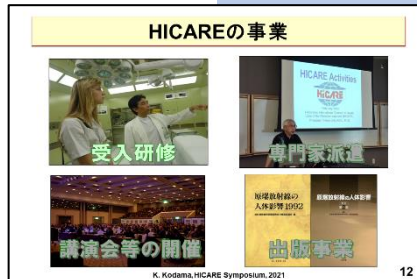 HICAREの事業
受入研修
HICARE Activities
HICARE
専門家派遣
講演会等の開催
原爆放射線の
人体影響1992
原爆放射線の人体影響
出版事業
K. Kodama, HICARE Symposium, 2021
12